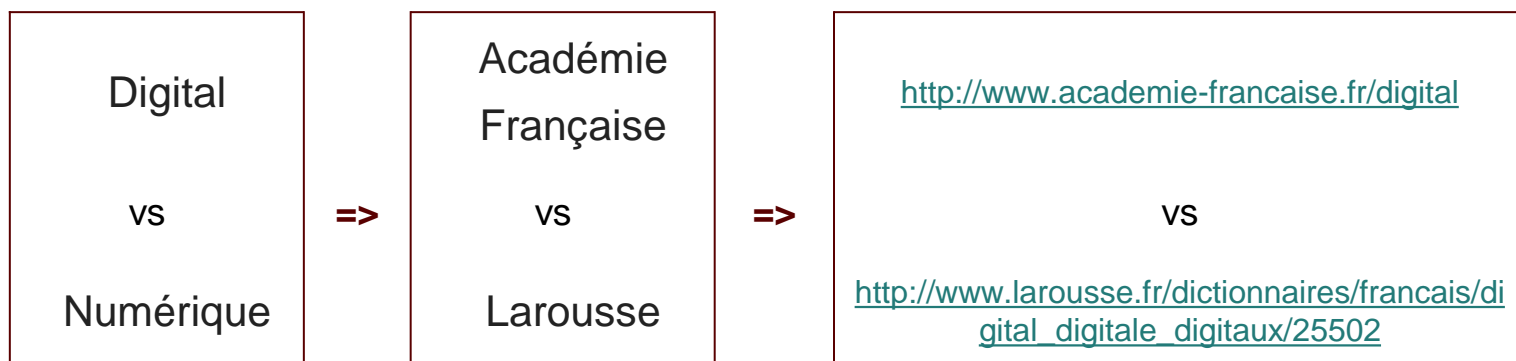 Digital
vs
Numérique
=>
Académie
Française
vs
Larousse
=>
http://www.academie-francaise.fr/digital
vs
http://www.larousse.fr/dictionnaires/francais/di
gital_digitale_digitaux/25502